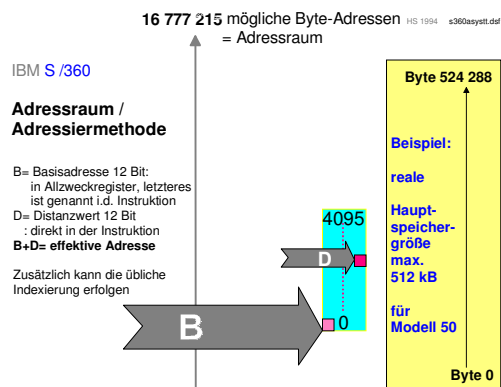 16 777 215 mögliche Byte-Adressen
= Adressraum
HS 1994 s360asystt.dsf
IBM S /360
Adressraum /
Adressiermethode
B= Basisadresse 12 Bit:
in Allzweckregister, letzteres
ist genannt i.d. Instruktion
D= Distanzwert 12 Bit
: direkt in der Instruktion
B+D= effektive Adresse
Zusätzlich kann die übliche
Indexierung erfolgen
4095
D
B
0
Byte 524 288
Beispiel:
reale
Haupt-
speicher-
größe
max.
512 kB
für
Modell 50
Byte 0